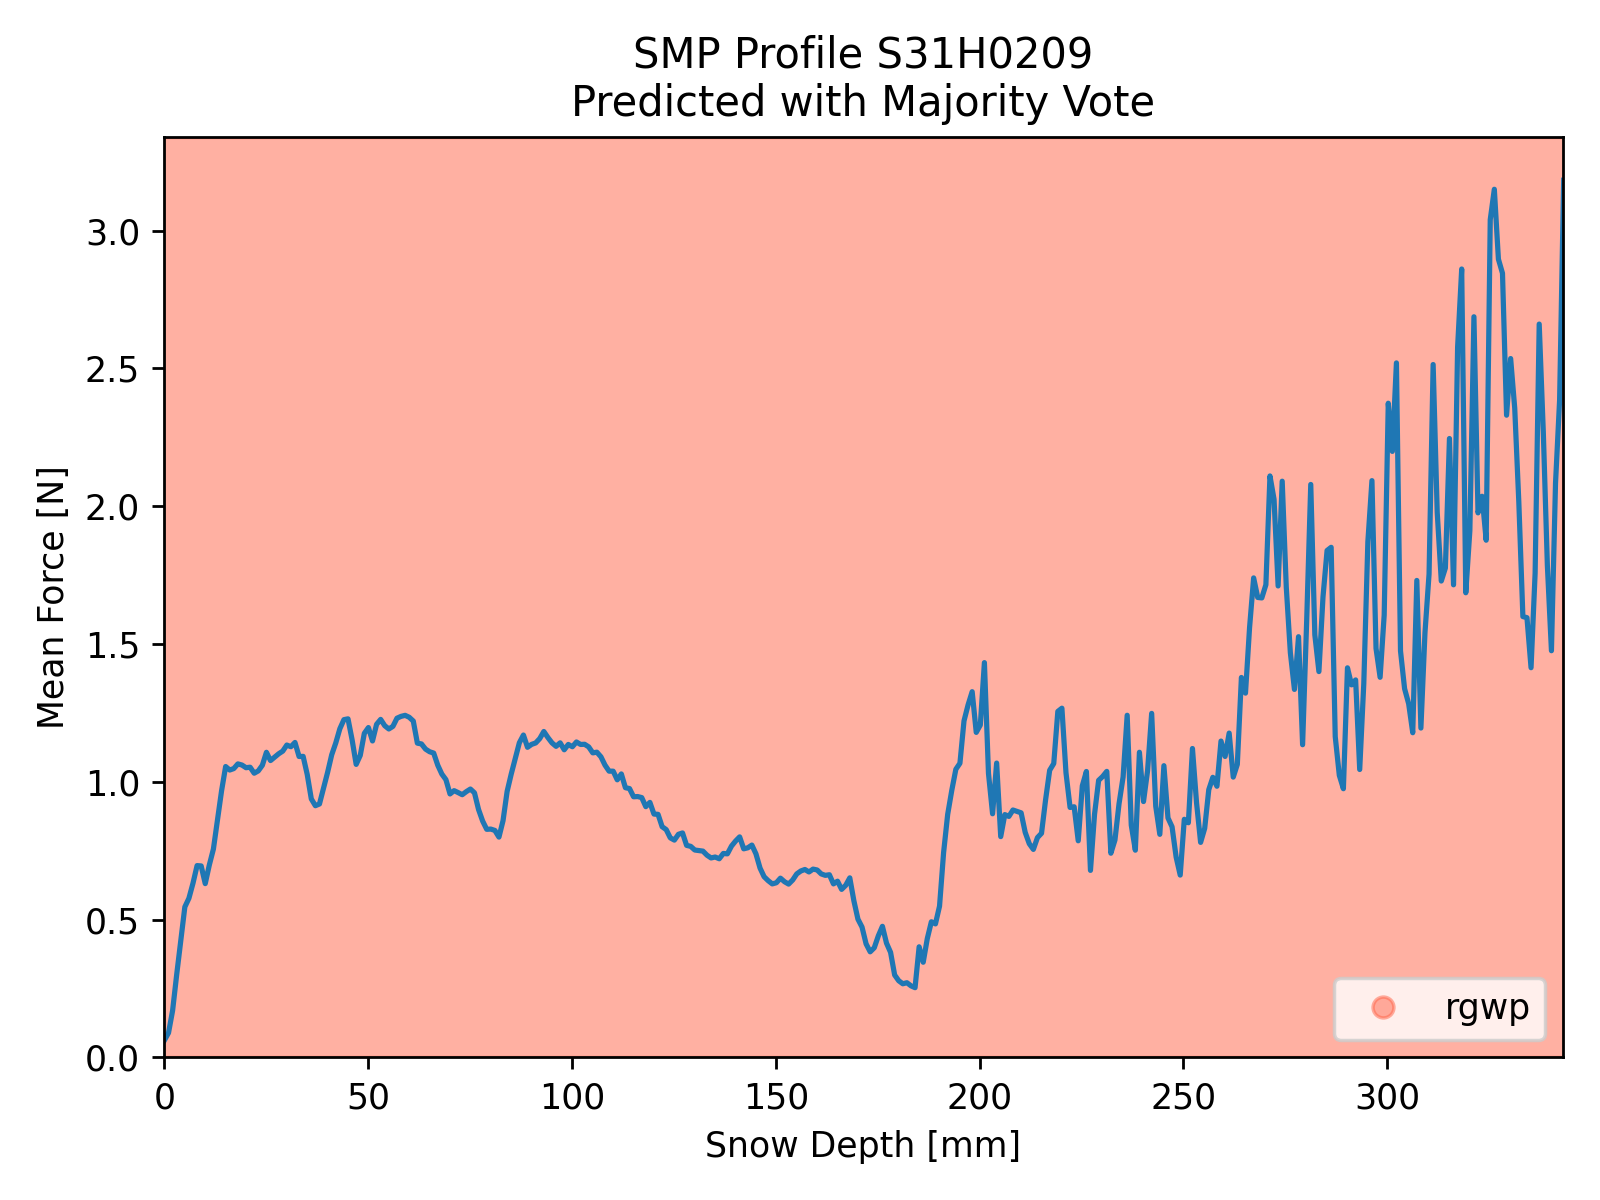 SMP Profile S31H0209
Predicted with Majority Vote
Mean Force [N]
3.0
2.5
2.0
1.5
1.0
0.5
0.0
0 50 100 150 200 250 300
Snow Depth [mm]
rgwp